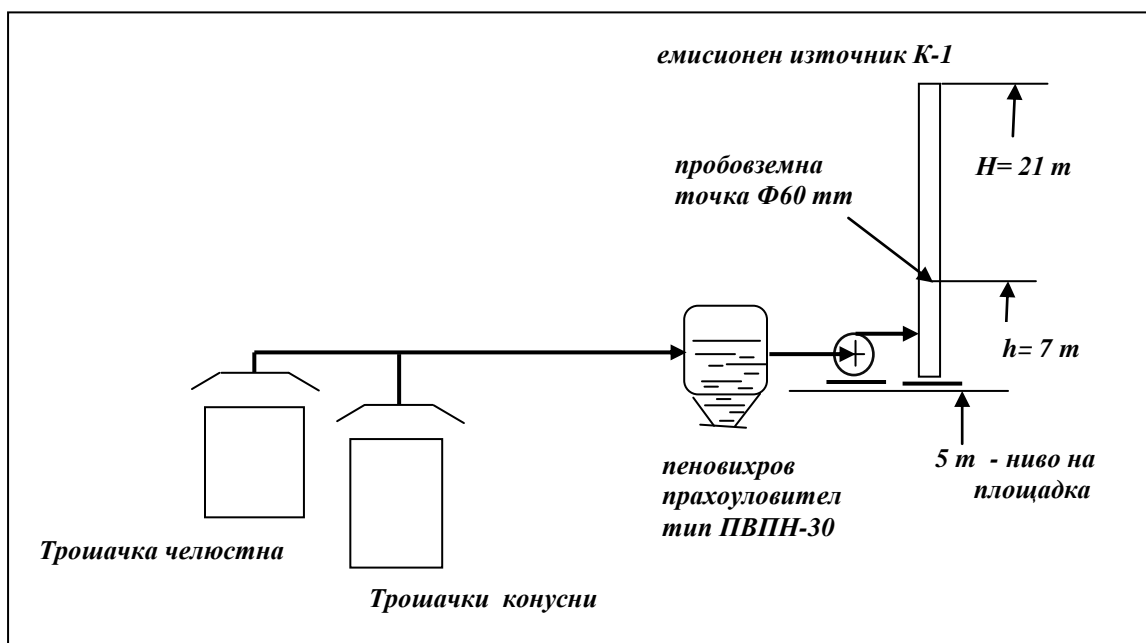 емисионен източник К-1
пробовземна
точка Ф60 mm
H= 21 m
h= 7 m
5 m - ниво на
площадка
пеновихров
прахоуловител
тип ПВПН-30
Трошачка челюстна
Трошачки конусни